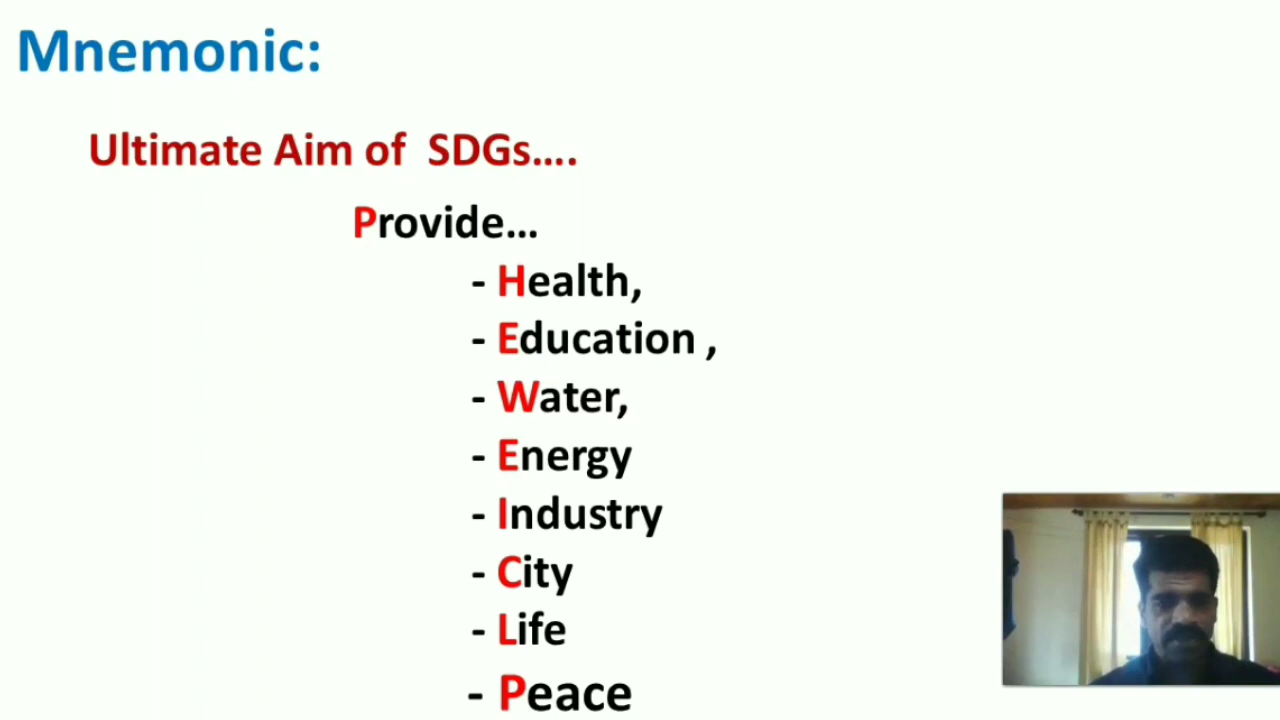 Mnemonic:
Ultimate Aim of SDGs....
Provide...
- Health,
- Education ,
- Water,
- Energy
- Industry
- City
- Life
- Peace